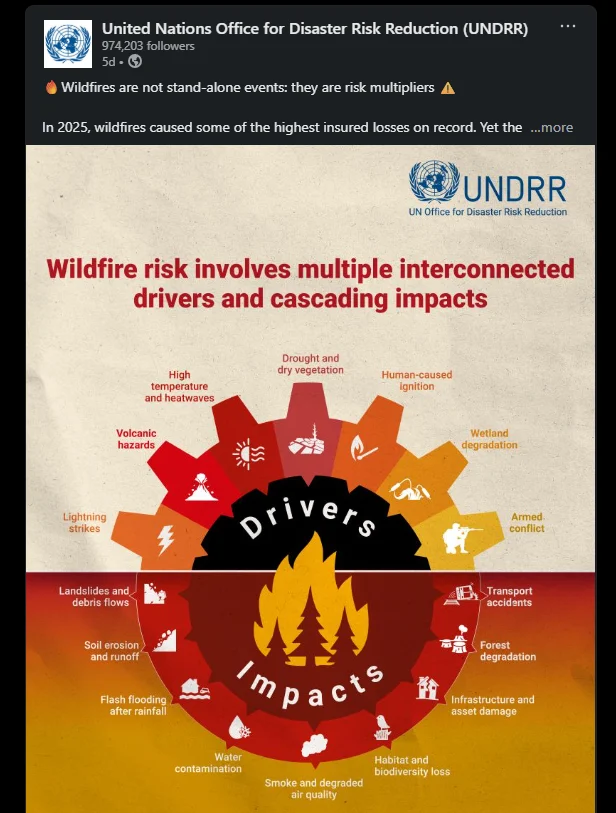 United Nations Office for Disaster Risk Reduction (UNDRR)
974,203 followers
5d •
🔥 Wildfires are not stand-alone events: they are risk multipliers ⚠️
In 2025, wildfires caused some of the highest insured losses on record. Yet the ...more
UNDRR
UN Office for Disaster Risk Reduction
Wildfire risk involves multiple interconnected
drivers and cascading impacts
Drought and
dry vegetation
High
temperature
and heatwaves
Human-caused
ignition
Volcanic
hazards
Wetland
degradation
Lightning
strikes
Armed
conflict
Drivers
Landslides and
debris flows
Transport
accidents
Soil erosion
and runoff
Forest
degradation
Impacts
Flash flooding
after rainfall
Infrastructure and
asset damage
Water
contamination
Habitat and
biodiversity loss
Smoke and degraded
air quality